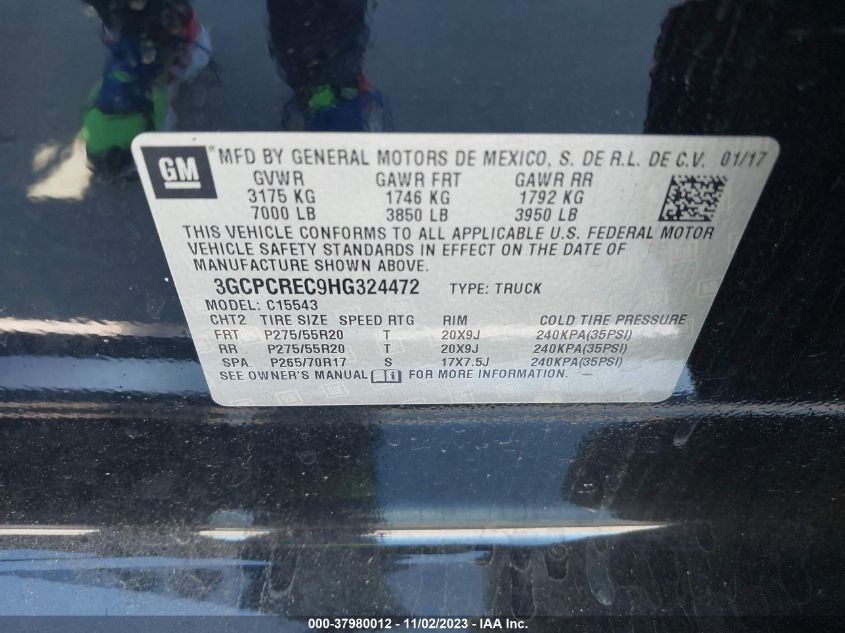 GM MFD BY GENERAL MOTORS DE MEXICO, S. DE R.L. DE C.V. 01/17
GVWR GAWR FRT GAWR RR
3175 KG 1746 KG 1792 KG
7000 LB 3850 LB 3950 LB
THIS VEHICLE CONFORMS TO ALL APPLICABLE U.S. FEDERAL MOTOR
VEHICLE SAFETY STANDARDS IN EFFECT ON THE DATE OF
MANUFACTURE SHOWN ABOVE.
3GCPCREC9HG324472 TYPE: TRUCK
MODEL: C15543
CHT2 TIRE SIZE SPEED RTG RIM COLD TIRE PRESSURE
FRT P275/55R20 T 20X9J 240KPA(35PSI)
RR P275/55R20 T 20X9J 240KPA(35PSI)
SPA P265/70R17 S 17X7.5J 240KPA(35PSI)
SEE OWNER'S MANUAL FOR MORE INFORMATION.
000-37980012 - 11/02/2023 - IAA Inc.